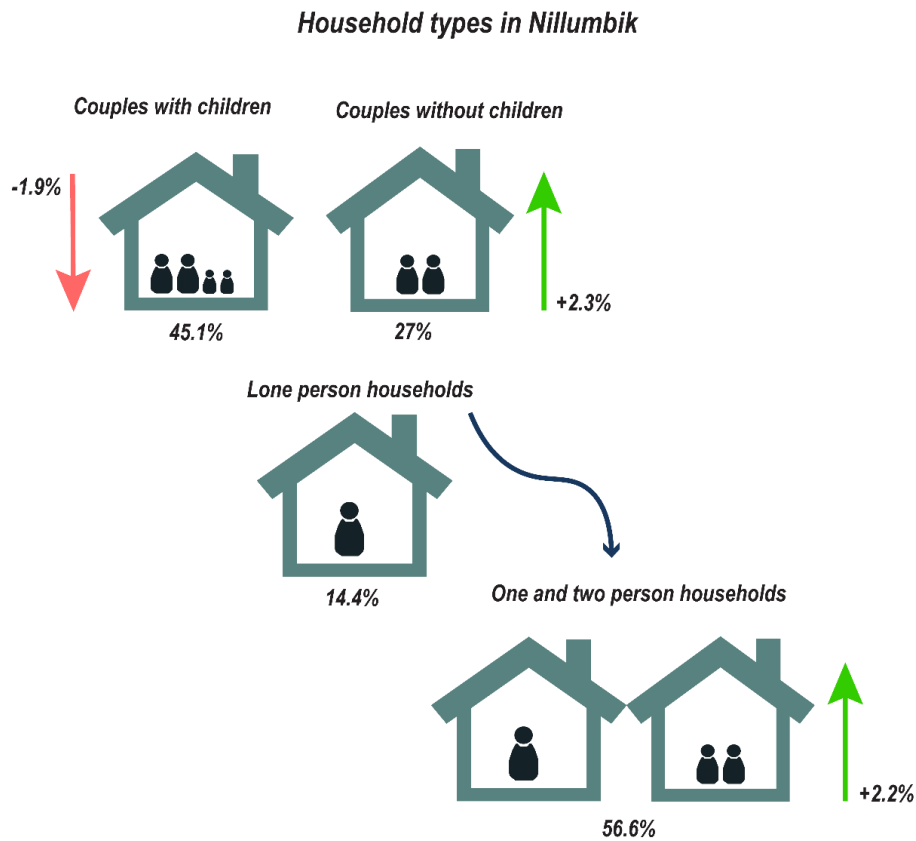 Household types in Nillumbik
Couples with children
Couples without children
-1.9%
+2.3%
45.1%
27%
Lone person households
14.4%
One and two person households
+2.2%
56.6%